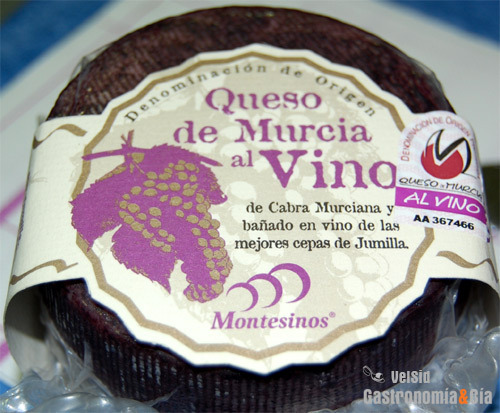 Denominación de Origen
Queso
de Murcia
al Vino
de Cabra Murciana y
bañado en vino de las
mejores cepas de Jumilla.
Montesinos®
DENOMINACIÓN DE ORIGEN
QUESO DE MURCIA
AL VINO
AA 367466
VelSid
Gastronomía&Cía